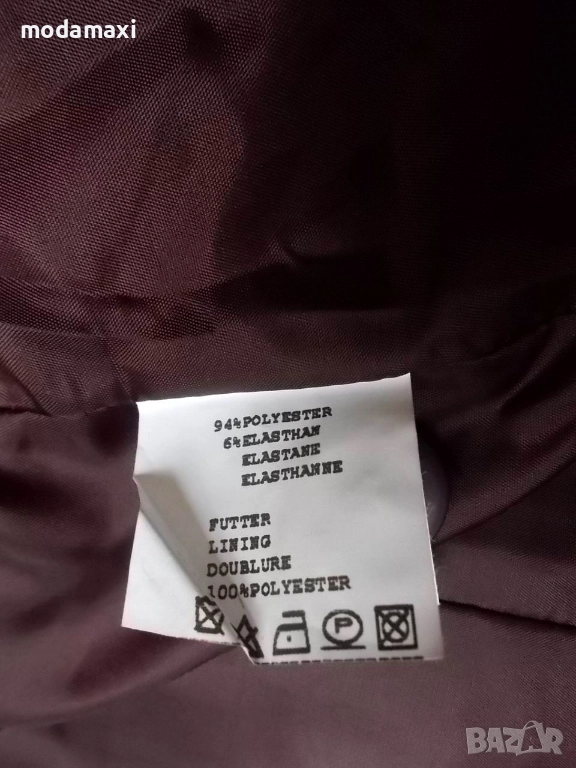 modamaxi
94%POLYESTER
6%ELASTHAN
ELASTANE
ELASTHANNE
FUTTER
LINING
DOUBLURE
100%POLYESTER
P
BAZAR